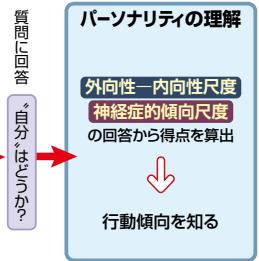 質問に回答
〝自分〟はどうか?
パーソナリティの理解
外向性―内向性尺度
神経症的傾向尺度
の回答から得点を算出
行動傾向を知る